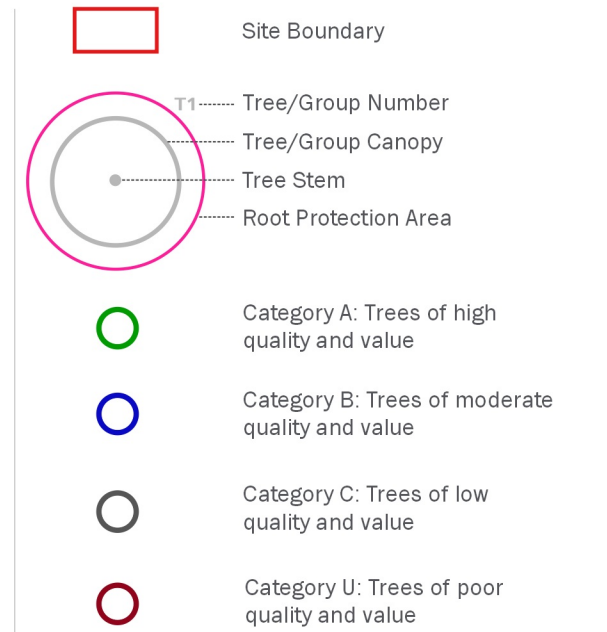 Site Boundary
T1
Tree/Group Number
Tree/Group Canopy
Tree Stem
Root Protection Area
Category A: Trees of high
quality and value
Category B: Trees of moderate
quality and value
Category C: Trees of low
quality and value
Category U: Trees of poor
quality and value